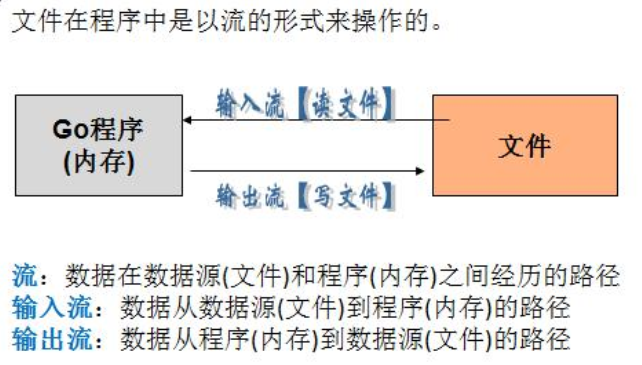 文件在程序中是以流的形式来操作的。
输入流【读文件】
Go程序
(内存)
文件
输出流【写文件】
流：数据在数据源(文件)和程序(内存)之间经历的路径
输入流：数据从数据源(文件)到程序(内存)的路径
输出流：数据从程序(内存)到数据源(文件)的路径